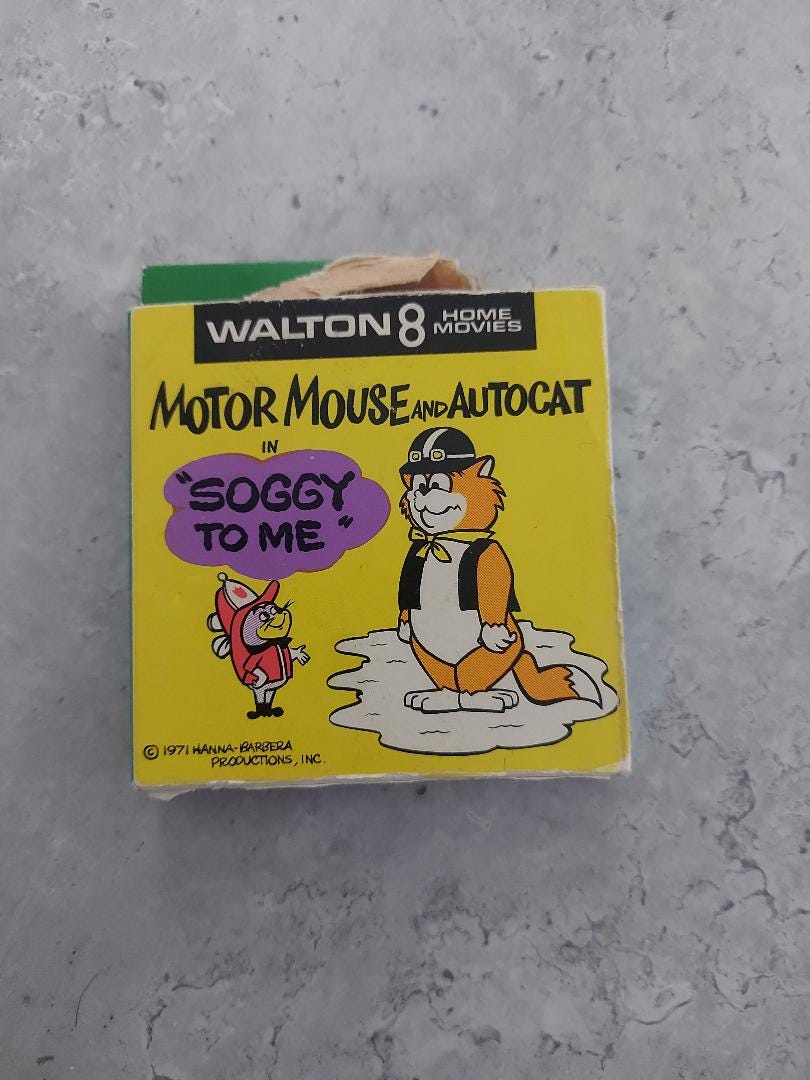 WALTON 8 HOME MOVIES
MOTOR MOUSE AND AUTOCAT
IN
"SOGGY
TO ME"
© 1971 HANNA-BARBERA
PRODUCTIONS, INC.